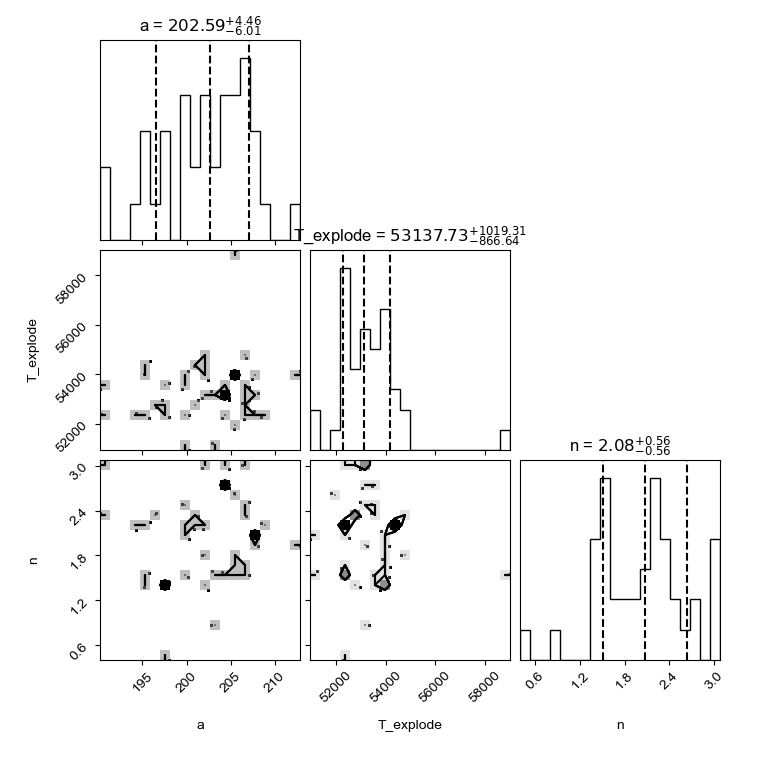 a = 202.59+4.46 −6.01
T_explode = 53137.73+1019.31 −866.64
T_explode
58000
56000
54000
52000
n = 2.08+0.56 −0.56
n
3.0
2.4
1.8
1.2
0.6
195 200 205 210 52000 54000 56000 58000 0.6 1.2 1.8 2.4 3.0
a T_explode n